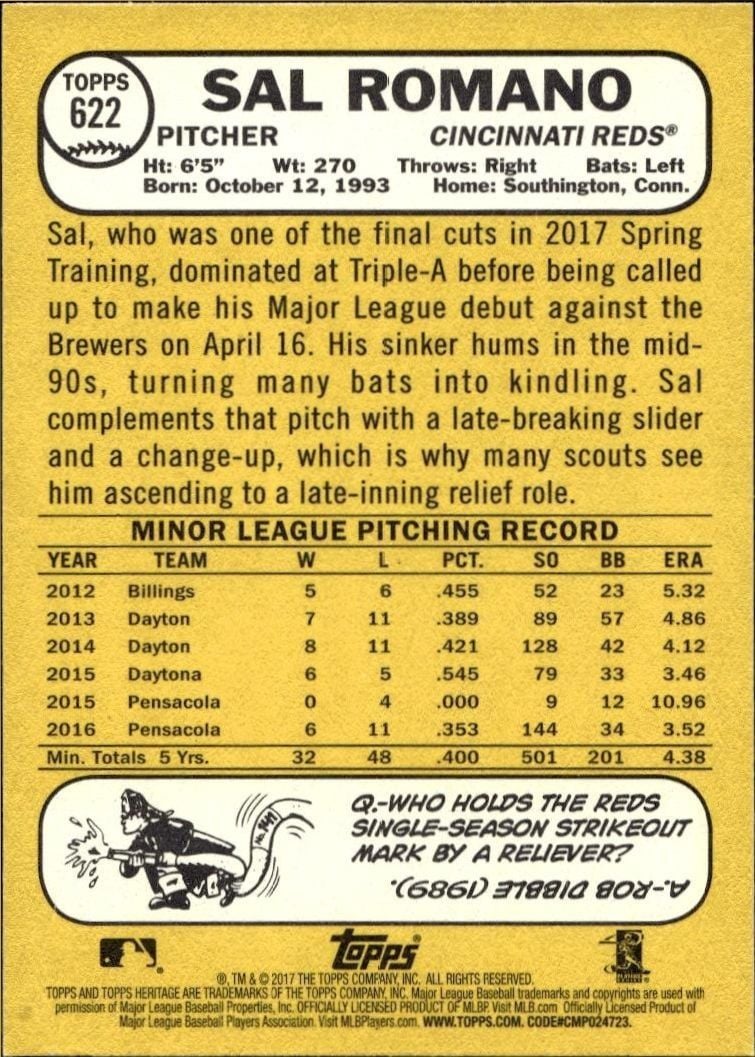 TOPPS
622
SAL ROMANO
PITCHER CINCINNATI REDS®
Ht: 6'5" Wt: 270 Throws: Right Bats: Left
Born: October 12, 1993 Home: Southington, Conn.
Sal, who was one of the final cuts in 2017 Spring
Training, dominated at Triple-A before being called
up to make his Major League debut against the
Brewers on April 16. His sinker hums in the mid-
90s, turning many bats into kindling. Sal
complements that pitch with a late-breaking slider
and a change-up, which is why many scouts see
him ascending to a late-inning relief role.
MINOR LEAGUE PITCHING RECORD
YEAR TEAM W L PCT. SO BB ERA
2012 Billings 5 6 .455 52 23 5.32
2013 Dayton 7 11 .389 89 57 4.86
2014 Dayton 8 11 .421 128 42 4.12
2015 Daytona 6 5 .545 79 33 3.46
2015 Pensacola 0 4 .000 9 12 10.96
2016 Pensacola 6 11 .353 144 34 3.52
Min. Totals 5 Yrs. 32 48 .400 501 201 4.38
Q.-WHO HOLDS THE REDS
SINGLE-SEASON STRIKEOUT
MARK BY A RELIEVER?
A.-ROB DIBBLE (1989).
Topps
®, TM & © 2017 THE TOPPS COMPANY, INC. ALL RIGHTS RESERVED.
TOPPS AND TOPPS HERITAGE ARE TRADEMARKS OF THE TOPPS COMPANY, INC. Major League Baseball trademarks and copyrights are used with
permission of Major League Baseball Properties, Inc. OFFICIALLY LICENSED PRODUCT OF MLBP. Visit MLB.com Officially Licensed Product of
Major League Baseball Players Association. Visit MLBPlayers.com. WWW.TOPPS.COM. CODE#CMP024723.